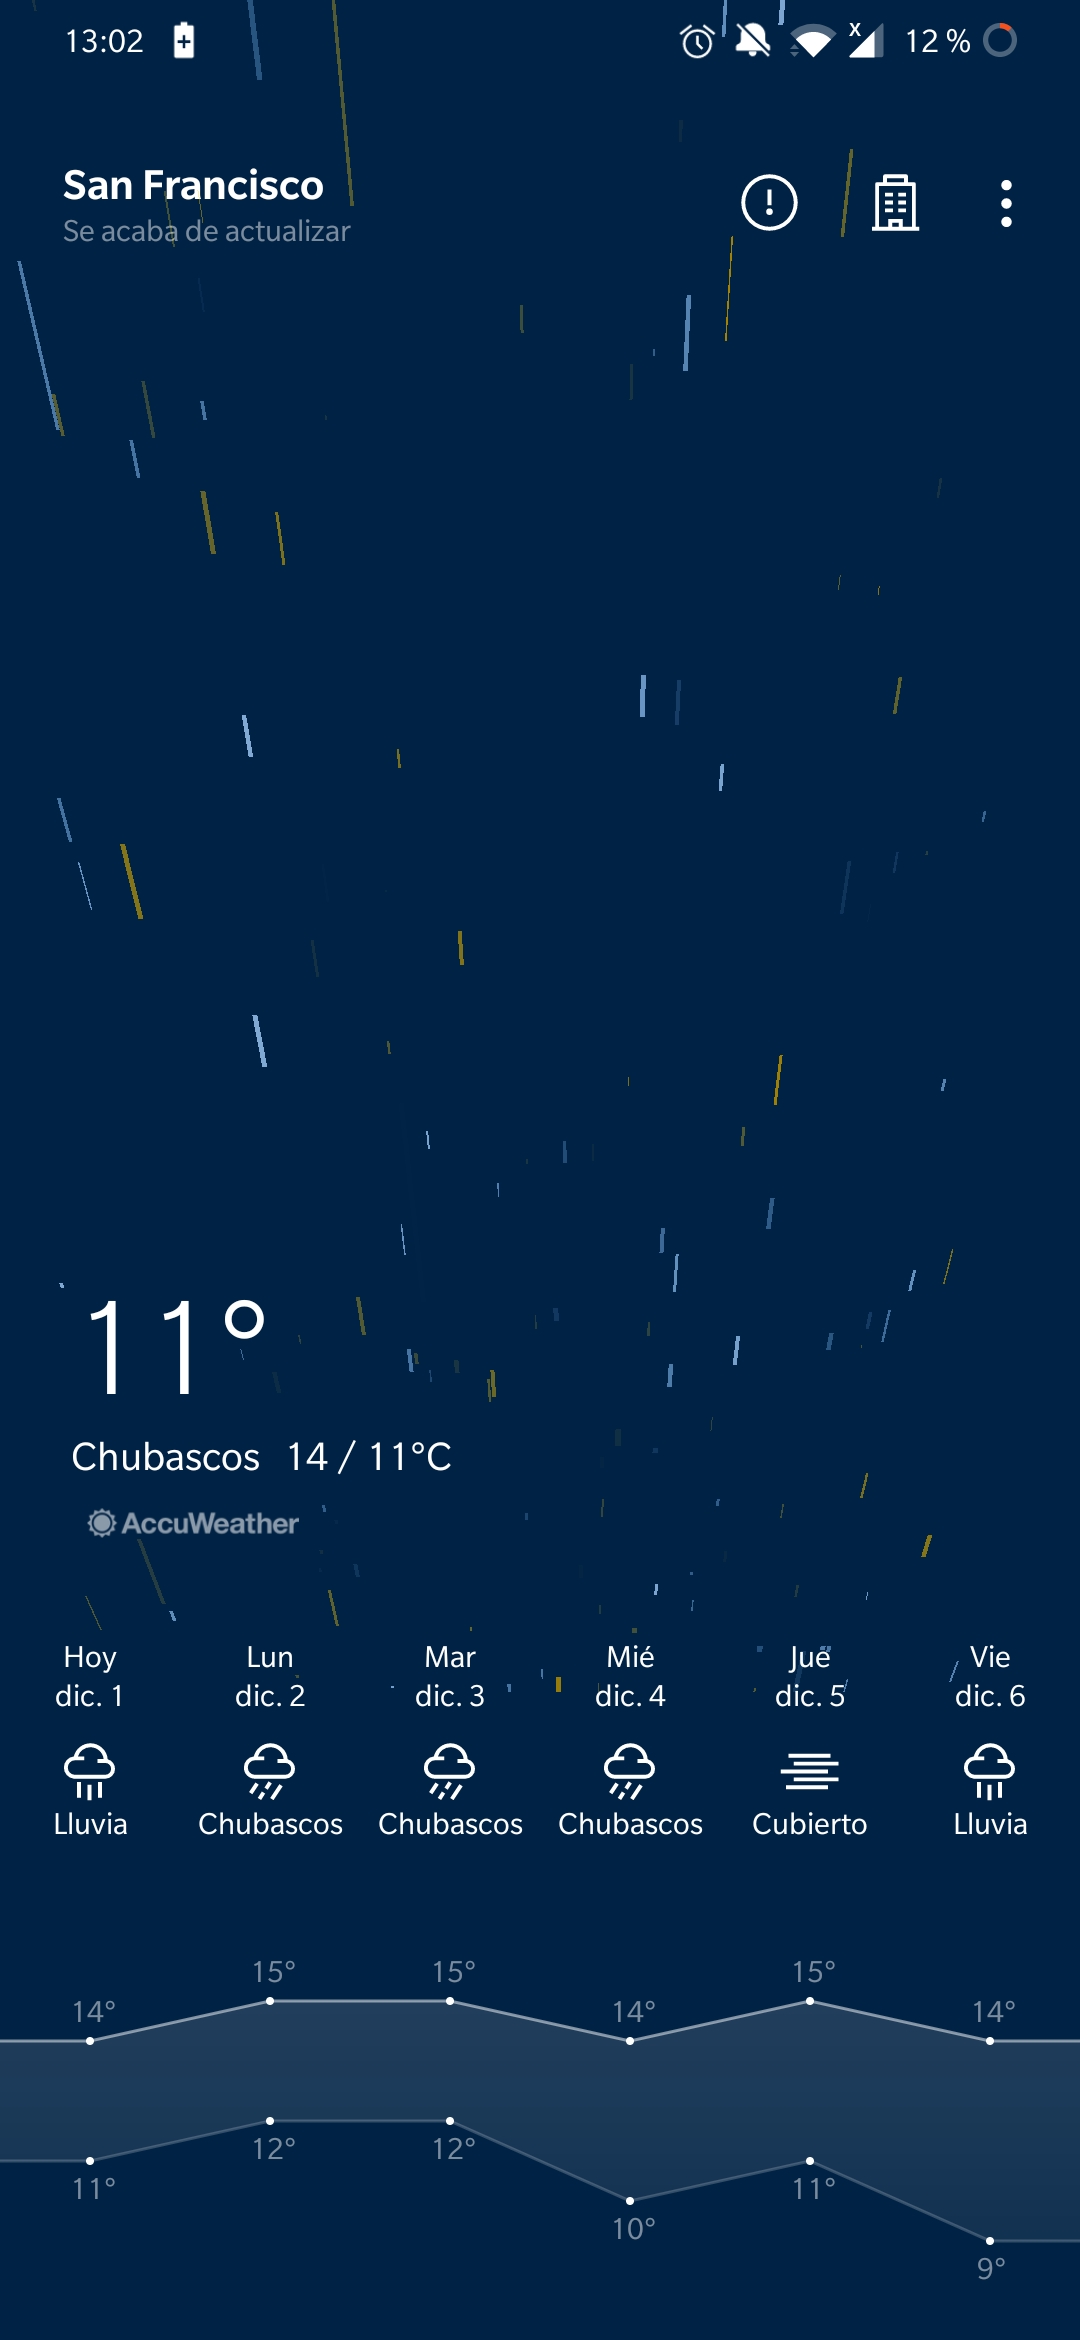 13:02 12 %
San Francisco
Se acaba de actualizar
11°
Chubascos 14 / 11°C
AccuWeather
Hoy Lun Mar Mié Jue Vie
dic. 1 dic. 2 dic. 3 dic. 4 dic. 5 dic. 6
Lluvia Chubascos Chubascos Chubascos Cubierto Lluvia
14° 15° 15° 14° 15° 14°
11° 12° 12° 10° 11° 9°